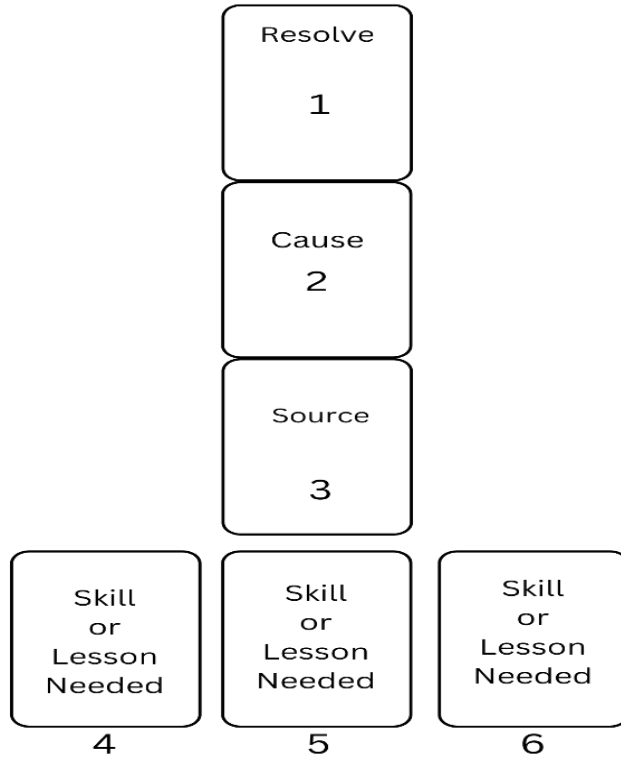 Resolve
1
Cause
2
Source
3
Skill
or
Lesson
Needed
4
Skill
or
Lesson
Needed
5
Skill
or
Lesson
Needed
6